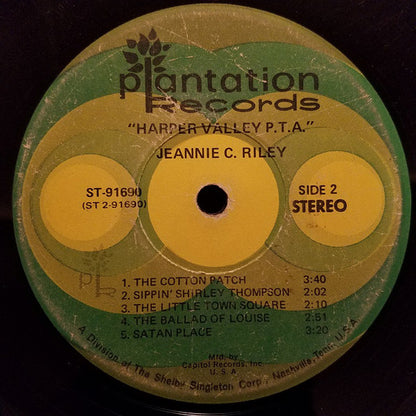 plantation
Records
"HARPER VALLEY P.T.A."
JEANNIE C. RILEY
ST-91690
(ST 2-91690)
SIDE 2
STEREO
PLR
1. THE COTTON PATCH 3:40
2. SIPPIN' SHIRLEY THOMPSON 2:02
3. THE LITTLE TOWN SQUARE 2:10
4. THE BALLAD OF LOUISE 2:51
5. SATAN PLACE 3:20
Mfd. by
Capitol Records, Inc.
U.S.A
A Division of The Shelby Singleton Corp., Nashville, Tenn. U.S.A.